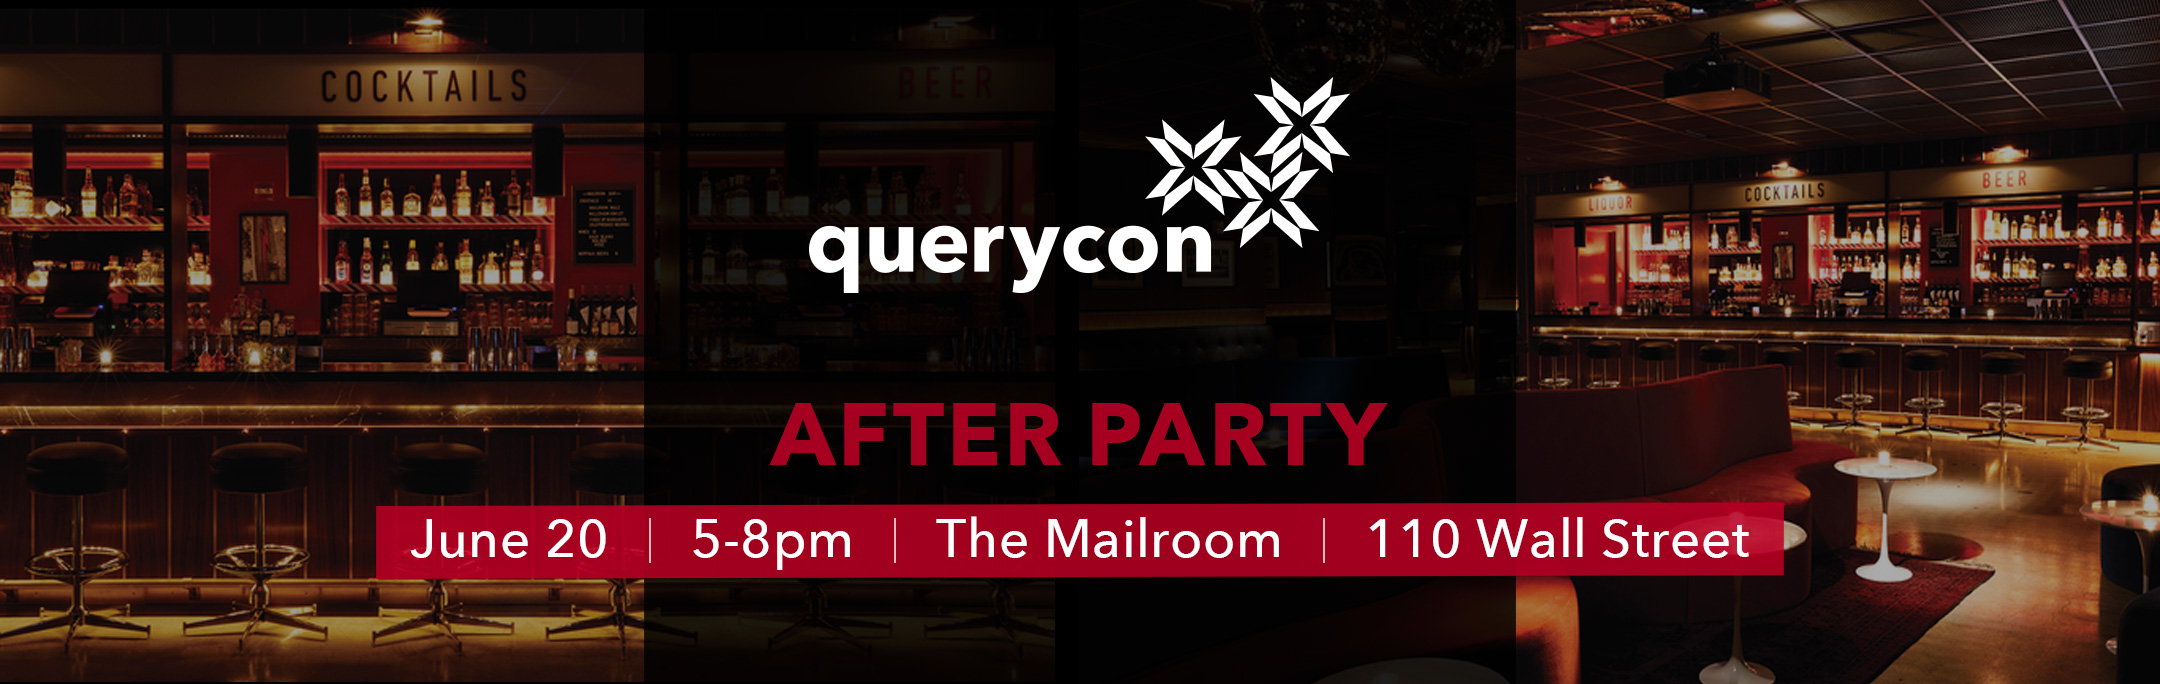 COCKTAILS
BEER
querycon
LIQUOR
COCKTAILS
BEER
AFTER PARTY
June 20 | 5-8pm | The Mailroom | 110 Wall Street